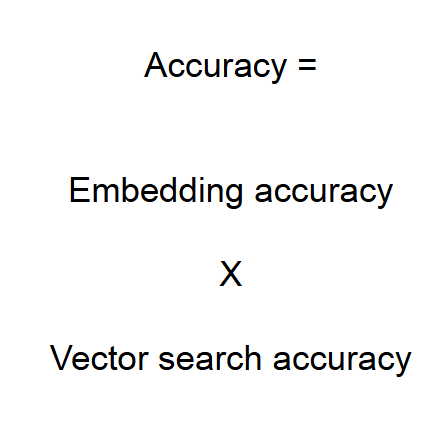 Accuracy =
Embedding accuracy
X
Vector search accuracy